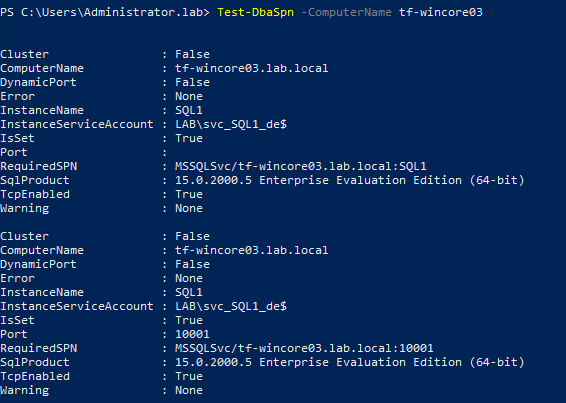 PS C:\Users\Administrator.lab> Test-DbaSpn -ComputerName tf-wincore03
Cluster : False
ComputerName : tf-wincore03.lab.local
DynamicPort : False
Error : None
InstanceName : SQL1
InstanceServiceAccount : LAB\svc_SQL1_de$
IsSet : True
Port :
RequiredSPN : MSSQLSvc/tf-wincore03.lab.local:SQL1
SqlProduct : 15.0.2000.5 Enterprise Evaluation Edition (64-bit)
TcpEnabled : True
Warning : None
Cluster : False
ComputerName : tf-wincore03.lab.local
DynamicPort : False
Error : None
InstanceName : SQL1
InstanceServiceAccount : LAB\svc_SQL1_de$
IsSet : True
Port : 10001
RequiredSPN : MSSQLSvc/tf-wincore03.lab.local:10001
SqlProduct : 15.0.2000.5 Enterprise Evaluation Edition (64-bit)
TcpEnabled : True
Warning : None